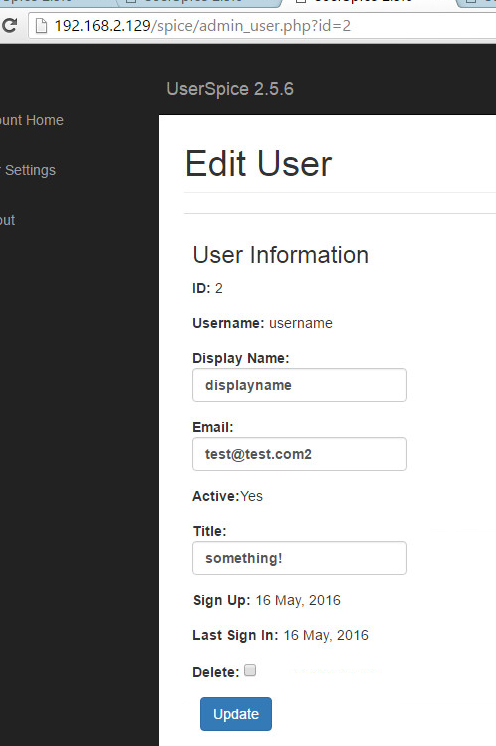 192.168.2.129/spice/admin_user.php?id=2
UserSpice 2.5.6
ount Home
Settings
out
Edit User
User Information
ID: 2
Username: username
Display Name:
displayname
Email:
test@test.com2
Active:Yes
Title:
something!
Sign Up: 16 May, 2016
Last Sign In: 16 May, 2016
Delete:
Update